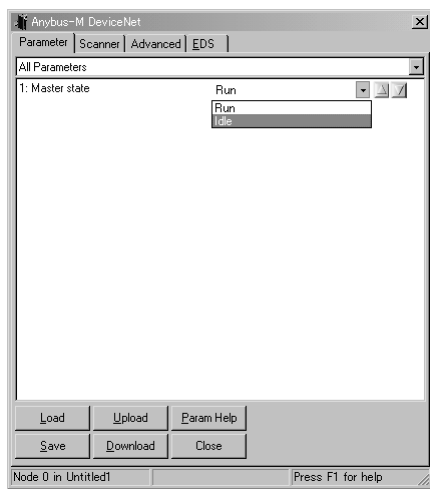 Anybus-M DeviceNet
Parameter Scanner Advanced EDS
All Parameters
1: Master state Run
Run
Idle
Load Upload Param Help
Save Download Close
Node 0 in Untitled1 Press F1 for help